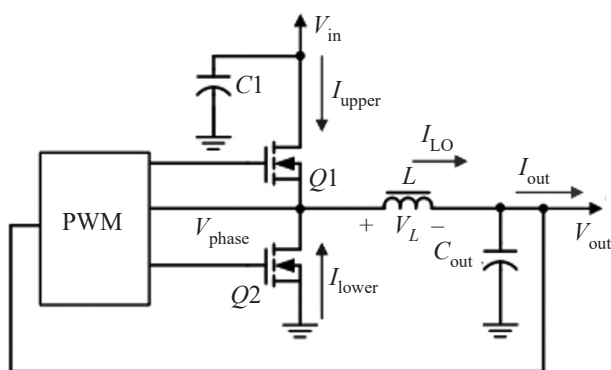 V_in
C1
I_upper
I_LO
Q1
L
I_out
PWM
V_phase
+ V_L −
V_out
C_out
Q2
I_lower